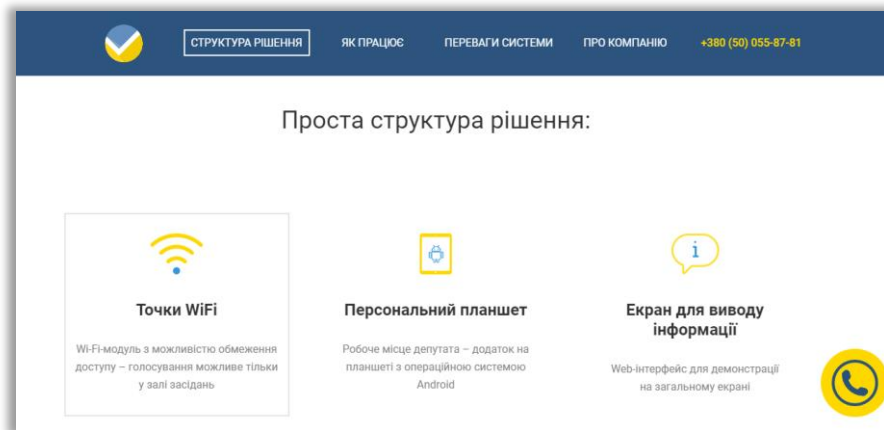 СТРУКТУРА РІШЕННЯ ЯК ПРАЦЮЄ ПЕРЕВАГИ СИСТЕМИ ПРО КОМПАНІЮ +380 (50) 055-87-81
Проста структура рішення:
Точки WiFi
Wi-Fi-модуль з можливістю обмеження
доступу – голосування можливе тільки
у залі засідань
Персональний планшет
Робоче місце депутата – додаток на
планшеті з операційною системою
Android
Екран для виводу
інформації
Web-інтерфейс для демонстрації
на загальному екрані